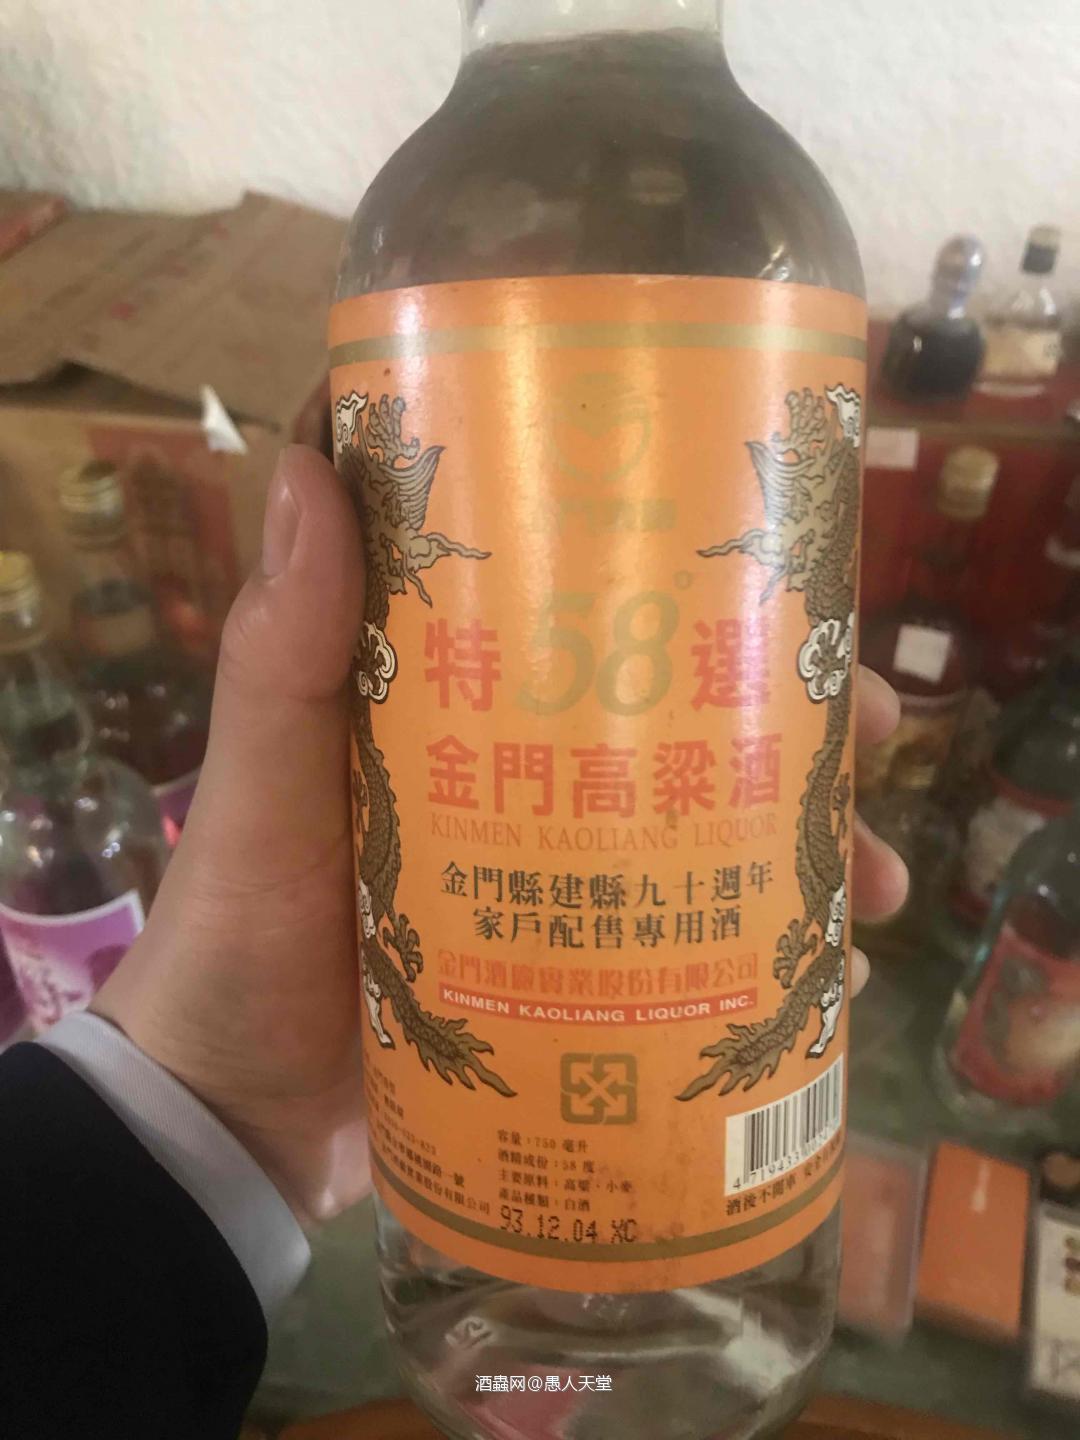 特58°選
金門高粱酒
KINMEN KAOLIANG LIQUOR
金門縣建縣九十週年
家戶配售專用酒
金門酒廠實業股份有限公司
KINMEN KAOLIANG LIQUOR INC.
容量：750 毫升
酒精成份：58 度
主要原料：高粱、小麥
產品種類：白酒
93.12.04 XC
4 719433
酒後不開車 安全
酒蟲网@愚人天堂